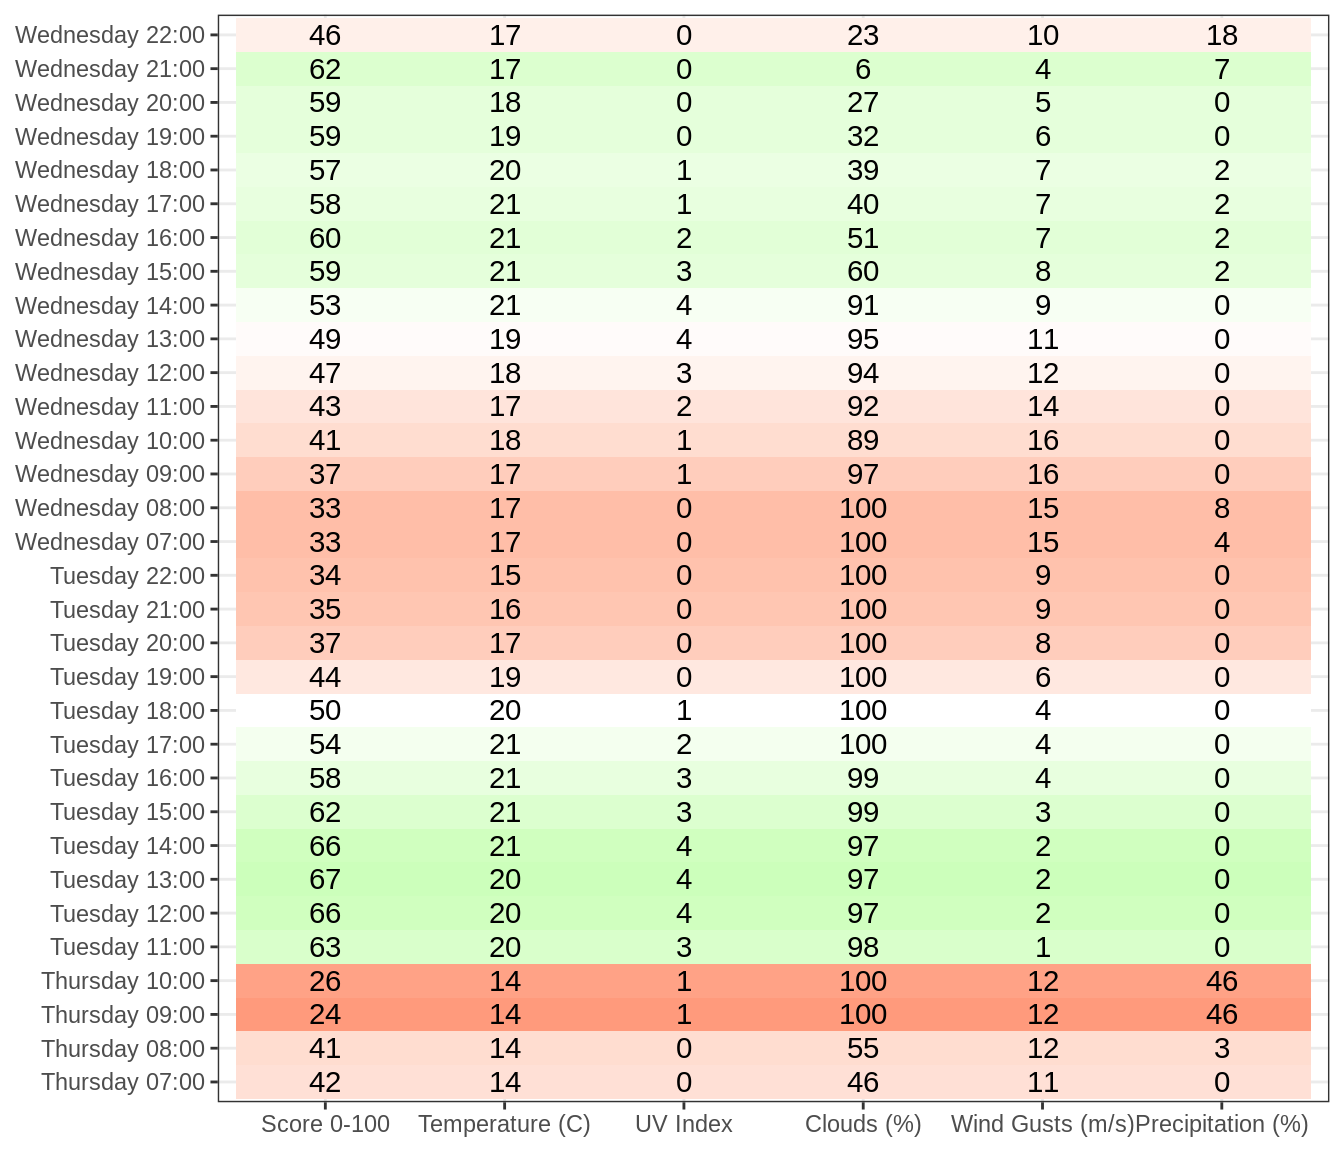 Wednesday 22:00 46 17 0 23 10 18
Wednesday 21:00 62 17 0 6 4 7
Wednesday 20:00 59 18 0 27 5 0
Wednesday 19:00 59 19 0 32 6 0
Wednesday 18:00 57 20 1 39 7 2
Wednesday 17:00 58 21 1 40 7 2
Wednesday 16:00 60 21 2 51 7 2
Wednesday 15:00 59 21 3 60 8 2
Wednesday 14:00 53 21 4 91 9 0
Wednesday 13:00 49 19 4 95 11 0
Wednesday 12:00 47 18 3 94 12 0
Wednesday 11:00 43 17 2 92 14 0
Wednesday 10:00 41 18 1 89 16 0
Wednesday 09:00 37 17 1 97 16 0
Wednesday 08:00 33 17 0 100 15 8
Wednesday 07:00 33 17 0 100 15 4
Tuesday 22:00 34 15 0 100 9 0
Tuesday 21:00 35 16 0 100 9 0
Tuesday 20:00 37 17 0 100 8 0
Tuesday 19:00 44 19 0 100 6 0
Tuesday 18:00 50 20 1 100 4 0
Tuesday 17:00 54 21 2 100 4 0
Tuesday 16:00 58 21 3 99 4 0
Tuesday 15:00 62 21 3 99 3 0
Tuesday 14:00 66 21 4 97 2 0
Tuesday 13:00 67 20 4 97 2 0
Tuesday 12:00 66 20 4 97 2 0
Tuesday 11:00 63 20 3 98 1 0
Thursday 10:00 26 14 1 100 12 46
Thursday 09:00 24 14 1 100 12 46
Thursday 08:00 41 14 0 55 12 3
Thursday 07:00 42 14 0 46 11 0
Score 0-100 Temperature (C) UV Index Clouds (%) Wind Gusts (m/s) Precipitation (%)